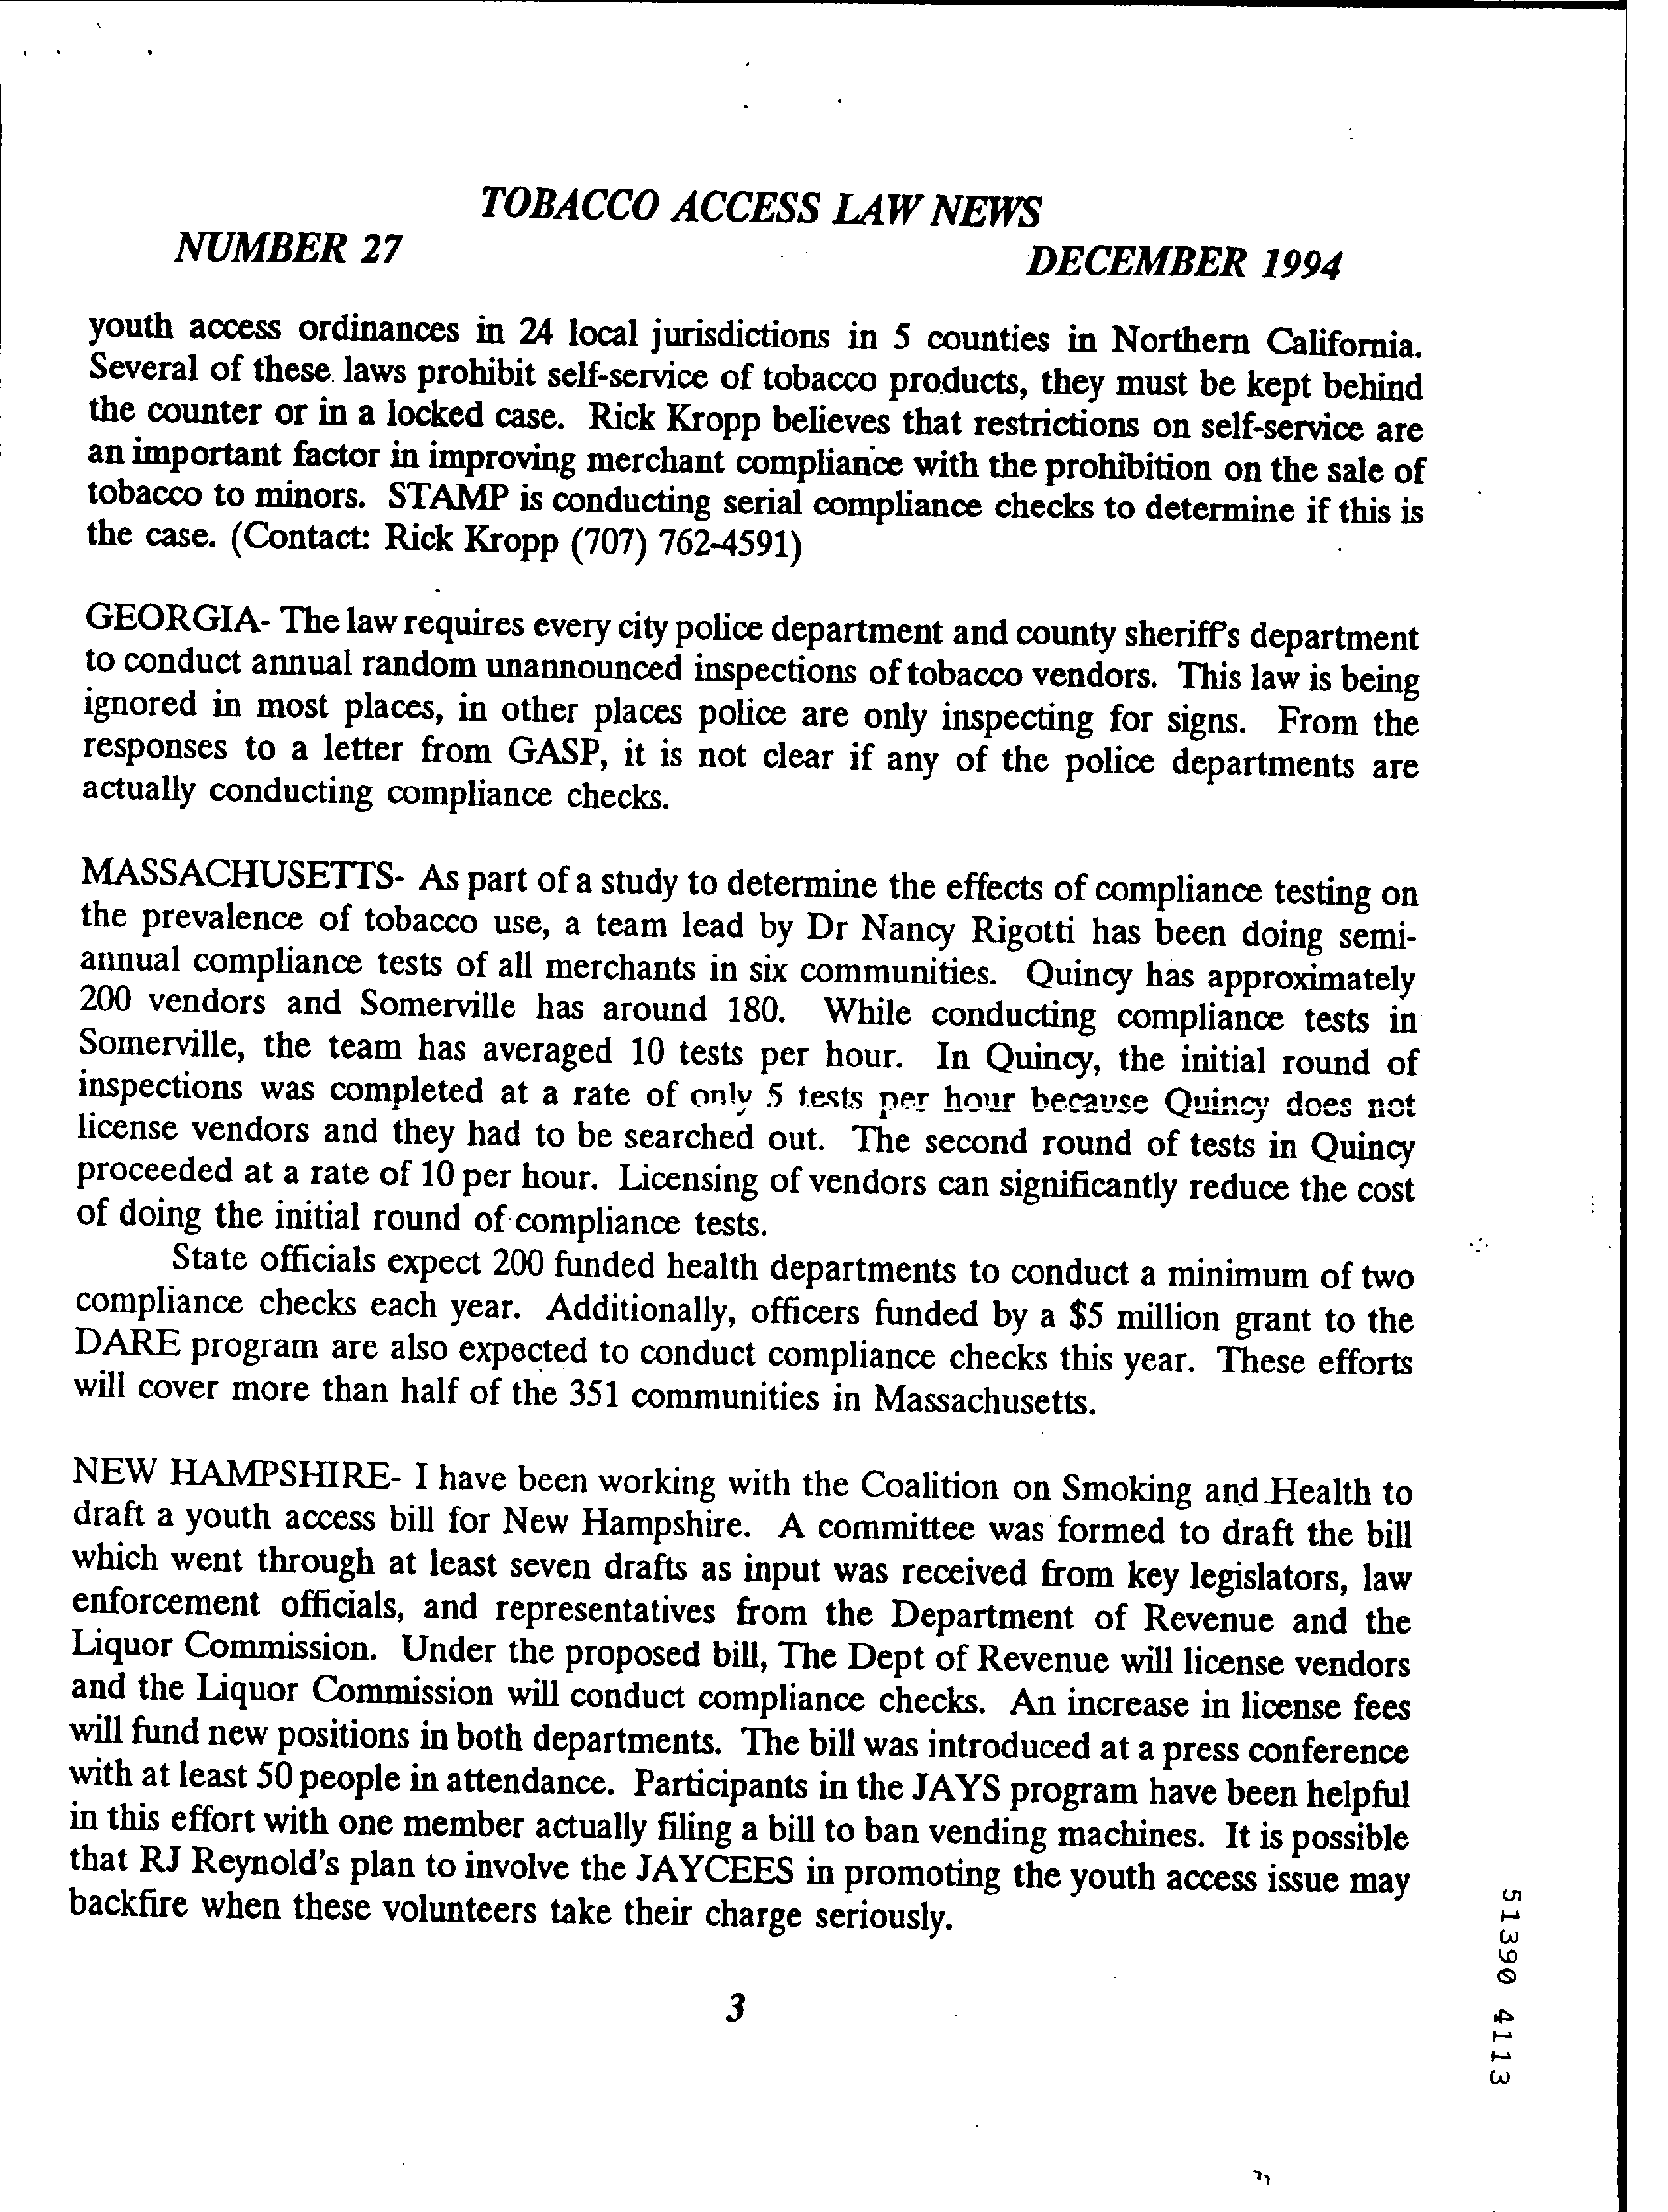 TOBACCO ACCESS LAW NEWS
NUMBER 27
DECEMBER 1994
youth access ordinances in 24 local jurisdictions in 5 counties in Northern California.
Several of these laws prohibit self-service of tobacco products, they must be kept behind
the counter or in a locked case. Rick Kropp believes that restrictions on self-service are
an important factor in improving merchant compliance with the prohibition on the sale of
tobacco to minors. STAMP is conducting serial compliance checks to determine if this is
the case. (Contact: Rick Kropp (707) 762-4591)
GEORGIA- The law requires every city police department and county sheriff's department
to conduct annual random unannounced inspections of tobacco vendors. This law is being
ignored in most places, in other places police are only inspecting for signs. From the
responses to a letter from GASP, it is not clear if any of the police departments are
actually conducting compliance checks.
MASSACHUSETTS- As part of a study to determine the effects of compliance testing on
the prevalence of tobacco use, a team lead by Dr Nancy Rigotti has been doing semi-
annual compliance tests of all merchants in six communities. Quincy has approximately
200 vendors and Somerville has around 180. While conducting compliance tests in
Somerville, the team has averaged 10 tests per hour. In Quincy, the initial round of
inspections was completed at a rate of only 5 tests per hour because Quincy does not
license vendors and they had to be searched out. The second round of tests in Quincy
proceeded at a rate of 10 per hour. Licensing of vendors can significantly reduce the cost
of doing the initial round of compliance tests.
State officials expect 200 funded health departments to conduct a minimum of two
compliance checks each year. Additionally, officers funded by a $5 million grant to the
DARE program are also expected to conduct compliance checks this year. These efforts
will cover more than half of the 351 communities in Massachusetts.
NEW HAMPSHIRE- I have been working with the Coalition on Smoking and Health to
draft a youth access bill for New Hampshire. A committee was formed to draft the bill
which went through at least seven drafts as input was received from key legislators, law
enforcement officials, and representatives from the Department of Revenue and the
Liquor Commission. Under the proposed bill, The Dept of Revenue will license vendors
and the Liquor Commission will conduct compliance checks. An increase in license fees
will fund new positions in both departments. The bill was introduced at a press conference
with at least 50 people in attendance. Participants in the JAYS program have been helpful
in this effort with one member actually filing a bill to ban vending machines. It is possible
that RJ Reynold's plan to involve the JAYCEES in promoting the youth access issue may
backfire when these volunteers take their charge seriously.
3
51390 4113